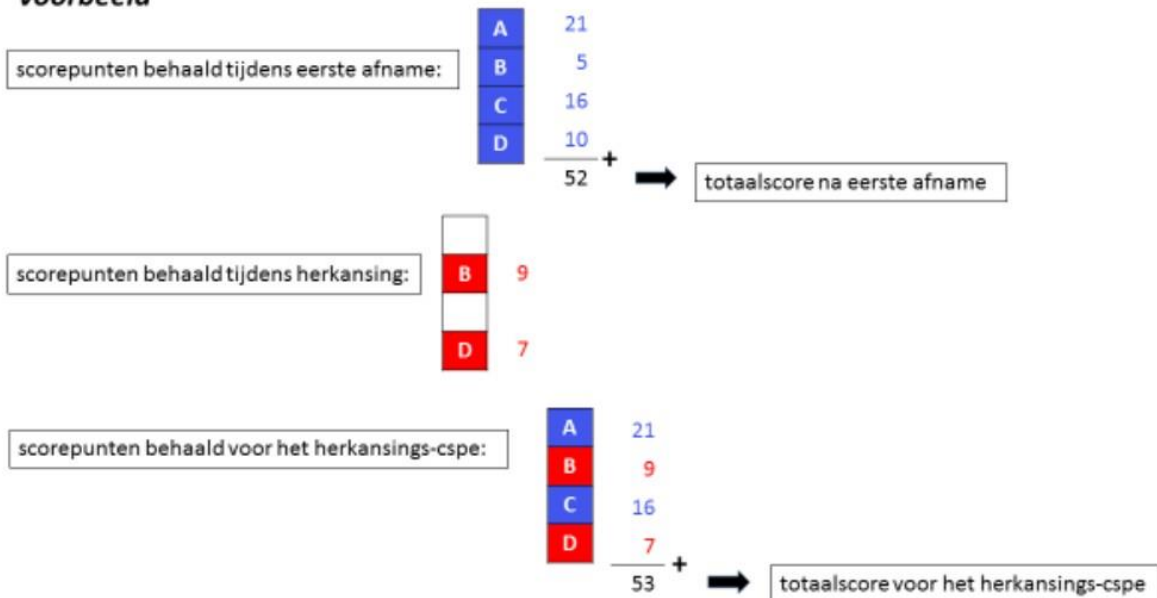 voorbeeld
A 21
scorepunten behaald tijdens eerste afname: B 5
C 16
D 10
+
52 totaalscore na eerste afname
scorepunten behaald tijdens herkansing: B 9
D 7
A 21
scorepunten behaald voor het herkansings-cspe: B 9
C 16
D 7
+
53 totaalscore voor het herkansings-cspe